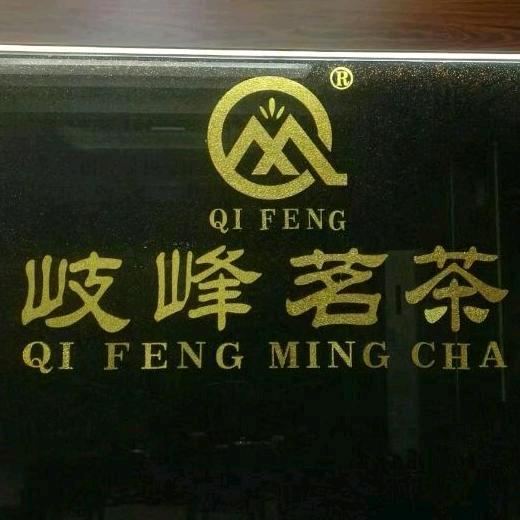 ®
QI FENG
岐峰茗茶
QI FENG MING CHA